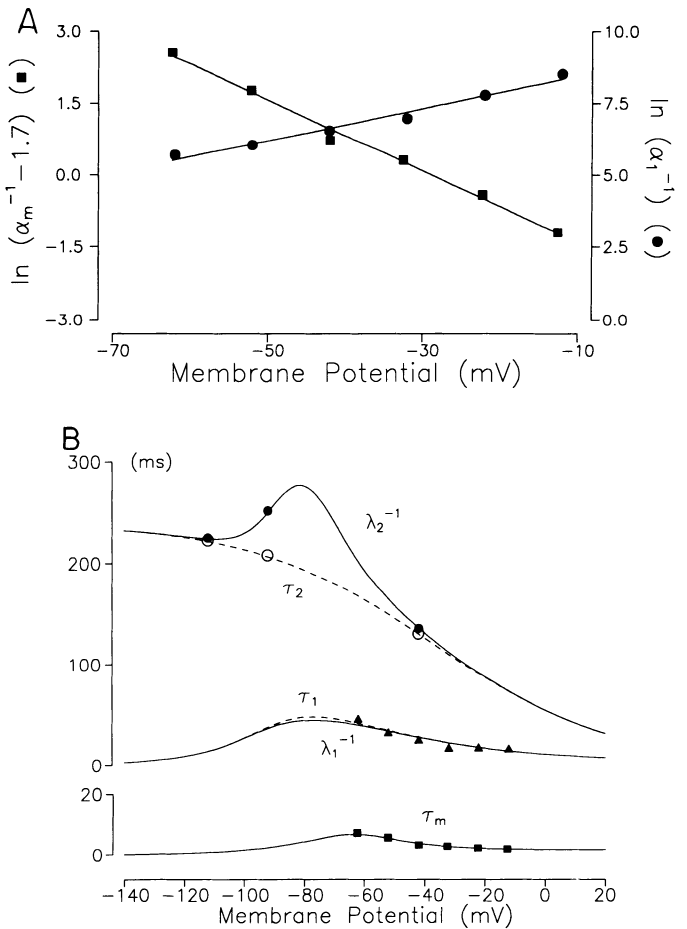 A
3.0
1.5
0.0
−1.5
−3.0
ln (αm⁻¹−1.7) (■)
10.0
7.5
5.0
2.5
0.0
ln (α₁⁻¹) (●)
−70 −50 −30 −10
Membrane Potential (mV)
B
300 (ms)
200
100
0
λ₂⁻¹
τ₂
τ₁
λ₁⁻¹
20
0
τm
−140 −120 −100 −80 −60 −40 −20 0 20
Membrane Potential (mV)